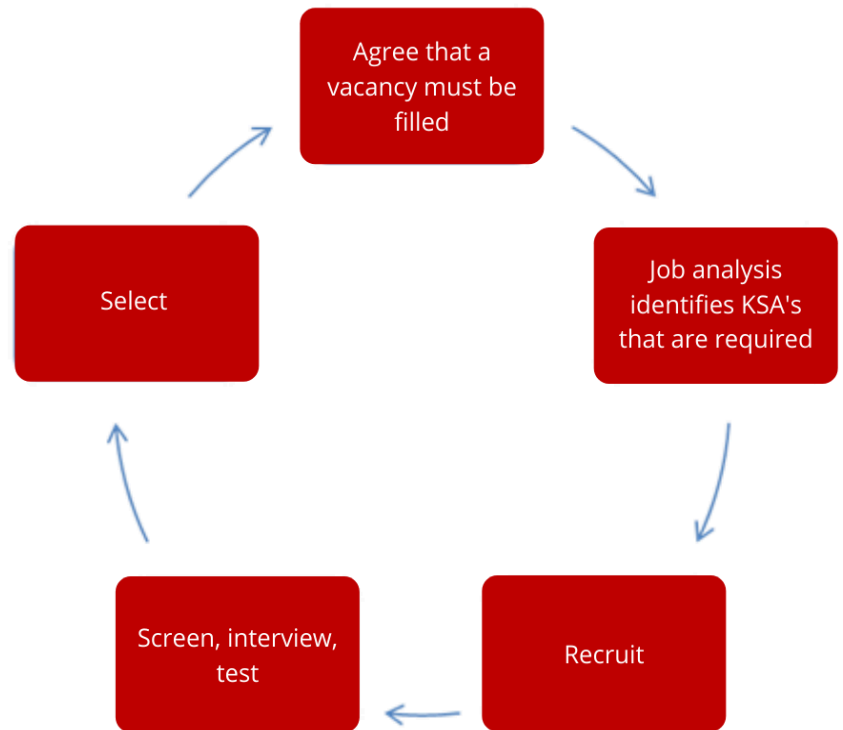 Agree that a
vacancy must be
filled
Job analysis
identifies KSA's
that are required
Recruit
Screen, interview,
test
Select